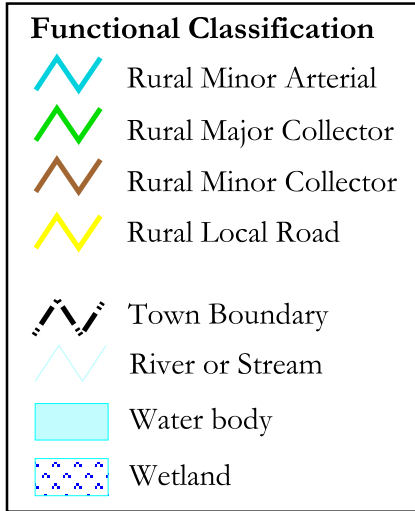 Functional Classification
Rural Minor Arterial
Rural Major Collector
Rural Minor Collector
Rural Local Road
Town Boundary
River or Stream
Water body
Wetland